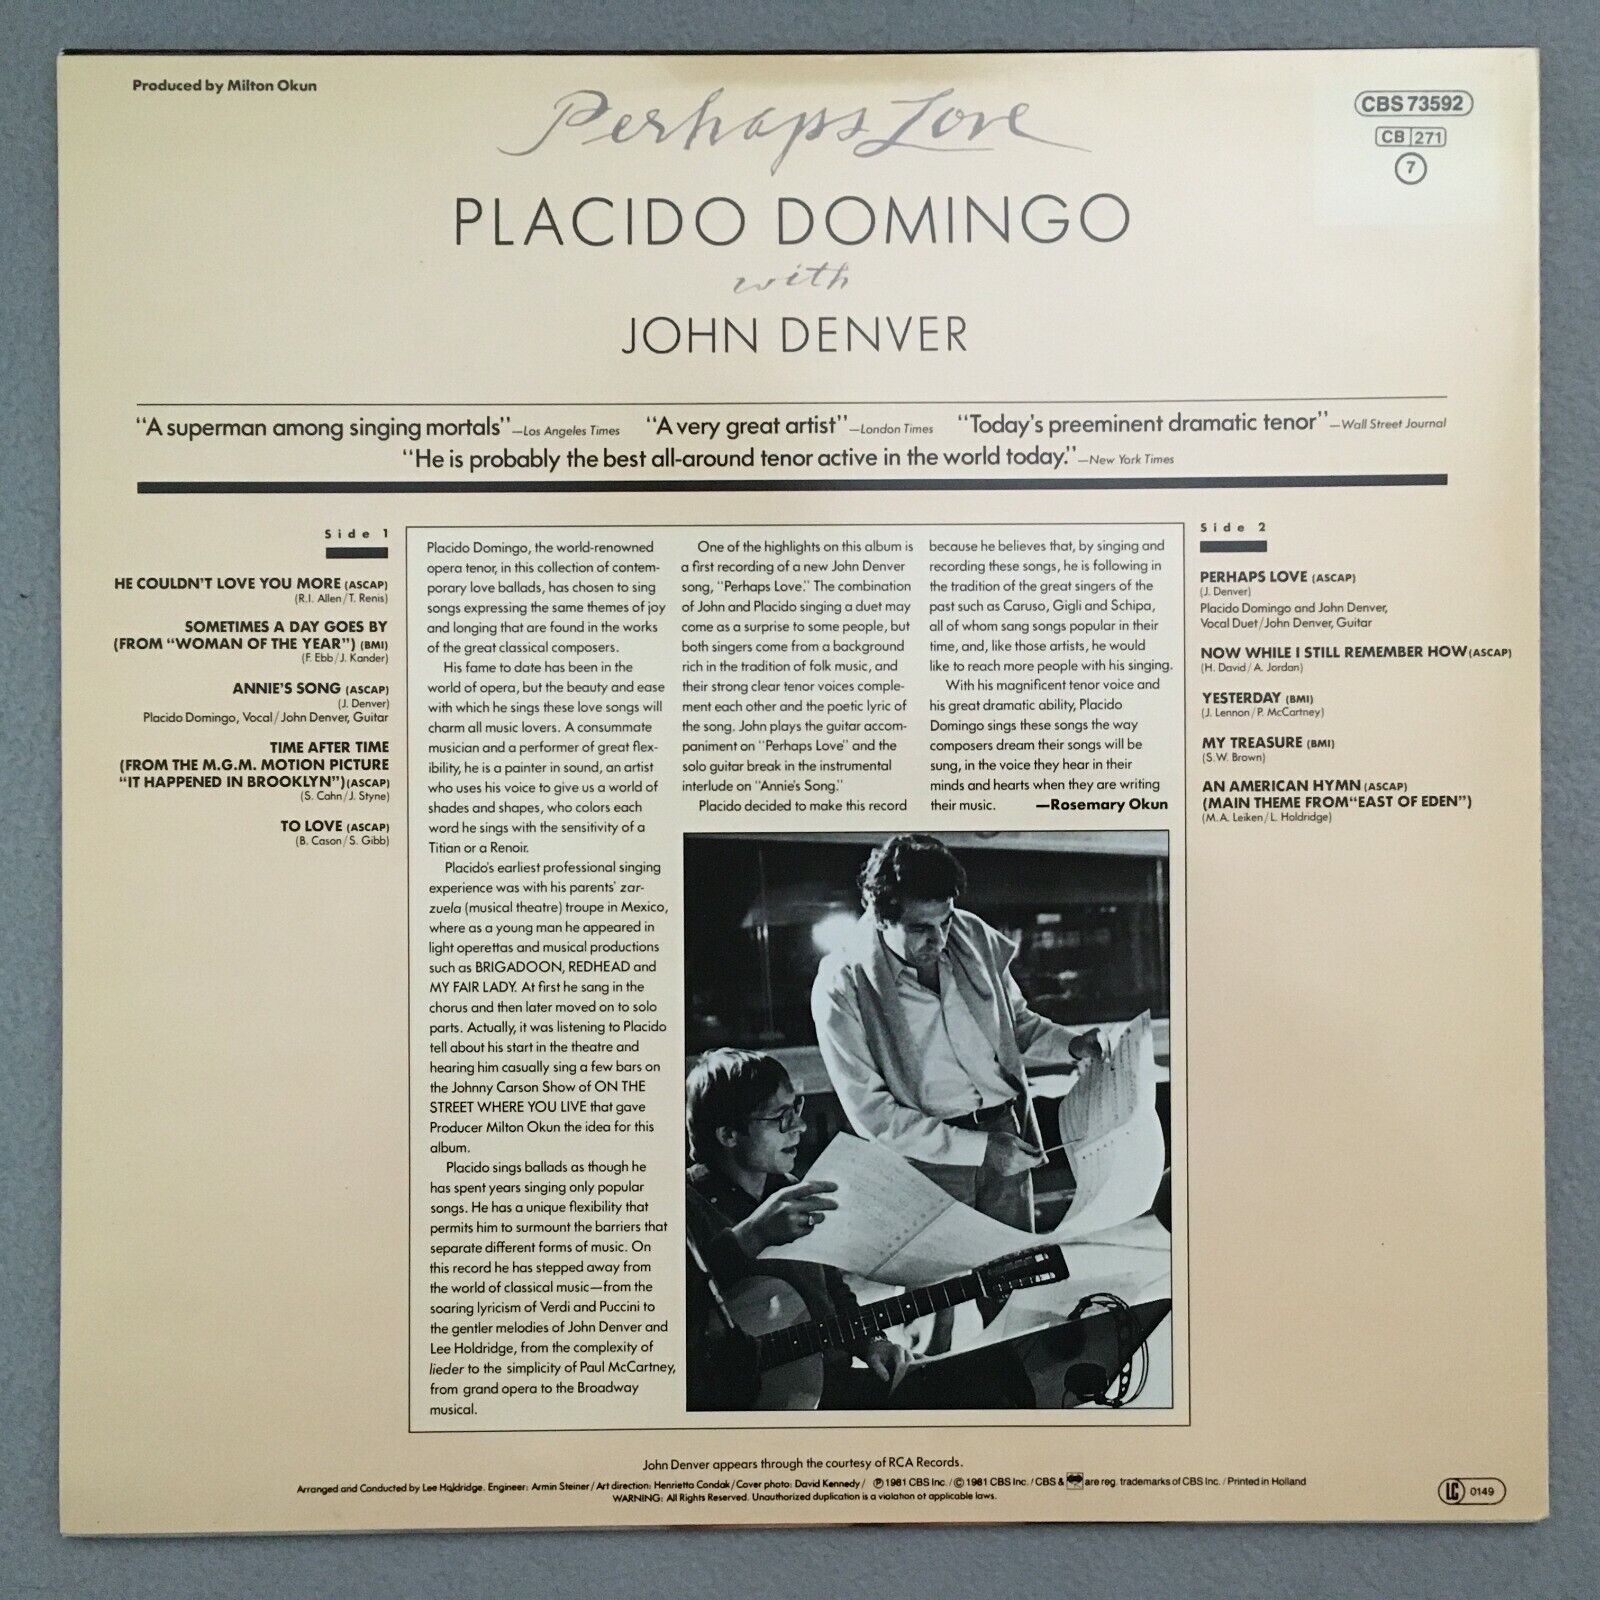 Produced by Milton Okun
Perhaps Love
CBS 73592
CB 271
7
PLACIDO DOMINGO
with
JOHN DENVER
“A superman among singing mortals”—Los Angeles Times “A very great artist”—London Times “Today's preeminent dramatic tenor”—Wall Street Journal
“He is probably the best all-around tenor active in the world today.”—New York Times
Side 1
HE COULDN'T LOVE YOU MORE (ASCAP)
(R.I. Allen/T. Renis)
SOMETIMES A DAY GOES BY
(FROM “WOMAN OF THE YEAR”) (BMI)
(F. Ebb/J. Kander)
ANNIE'S SONG (ASCAP)
(J. Denver)
Placido Domingo, Vocal/John Denver, Guitar
TIME AFTER TIME
(FROM THE M.G.M. MOTION PICTURE
“IT HAPPENED IN BROOKLYN”)(ASCAP)
(S. Cahn/J. Styne)
TO LOVE (ASCAP)
(B. Cason/S. Gibb)
Placido Domingo, the world-renowned
opera tenor, in this collection of contem-
porary love ballads, has chosen to sing
songs expressing the same themes of joy
and longing that are found in the works
of the great classical composers.
His fame to date has been in the
world of opera, but the beauty and ease
with which he sings these love songs will
charm all music lovers. A consummate
musician and a performer of great flex-
ibility, he is a painter in sound, an artist
who uses his voice to give us a world of
shades and shapes, who colors each
word he sings with the sensitivity of a
Titian or a Renoir.
Placido's earliest professional singing
experience was with his parents' zar-
zuela (musical theatre) troupe in Mexico,
where as a young man he appeared in
light operettas and musical productions
such as BRIGADOON, REDHEAD and
MY FAIR LADY. At first he sang in the
chorus and then later moved on to solo
parts. Actually, it was listening to Placido
tell about his start in the theatre and
hearing him casually sing a few bars on
the Johnny Carson Show of ON THE
STREET WHERE YOU LIVE that gave
Producer Milton Okun the idea for this
album.
Placido sings ballads as though he
has spent years singing only popular
songs. He has a unique flexibility that
permits him to surmount the barriers that
separate different forms of music. On
this record he has stepped away from
the world of classical music—from the
soaring lyricism of Verdi and Puccini to
the gentler melodies of John Denver and
Lee Holdridge, from the complexity of
lieder to the simplicity of Paul McCartney,
from grand opera to the Broadway
musical.
One of the highlights on this album is
a first recording of a new John Denver
song, “Perhaps Love.” The combination
of John and Placido singing a duet may
come as a surprise to some people, but
both singers come from a background
rich in the tradition of folk music, and
their strong clear tenor voices comple-
ment each other and the poetic lyric of
the song. John plays the guitar accom-
paniment on “Perhaps Love” and the
solo guitar break in the instrumental
interlude on “Annie's Song.”
Placido decided to make this record
because he believes that, by singing and
recording these songs, he is following in
the tradition of the great singers of the
past such as Caruso, Gigli and Schipa,
all of whom sang songs popular in their
time, and, like those artists, he would
like to reach more people with his singing.
With his magnificent tenor voice and
his great dramatic ability, Placido
Domingo sings these songs the way
composers dream their songs will be
sung, in the voice they hear in their
minds and hearts when they are writing
their music. —Rosemary Okun
Side 2
PERHAPS LOVE (ASCAP)
(J. Denver)
Placido Domingo and John Denver,
Vocal Duet/John Denver, Guitar
NOW WHILE I STILL REMEMBER HOW(ASCAP)
(H. David/A. Jordan)
YESTERDAY (BMI)
(J. Lennon/P. McCartney)
MY TREASURE (BMI)
(S.W. Brown)
AN AMERICAN HYMN (ASCAP)
(MAIN THEME FROM“EAST OF EDEN”)
(M.A. Leiken/L. Holdridge)
John Denver appears through the courtesy of RCA Records.
Arranged and Conducted by Lee Holdridge. Engineer: Armin Steiner/Art direction: Henrietta Condak/Cover photo: David Kennedy/ ℗ 1981 CBS Inc./© 1981 CBS Inc./CBS & are reg. trademarks of CBS Inc. / Printed in Holland
WARNING: All Rights Reserved. Unauthorized duplication is a violation of applicable laws.
LC 0149